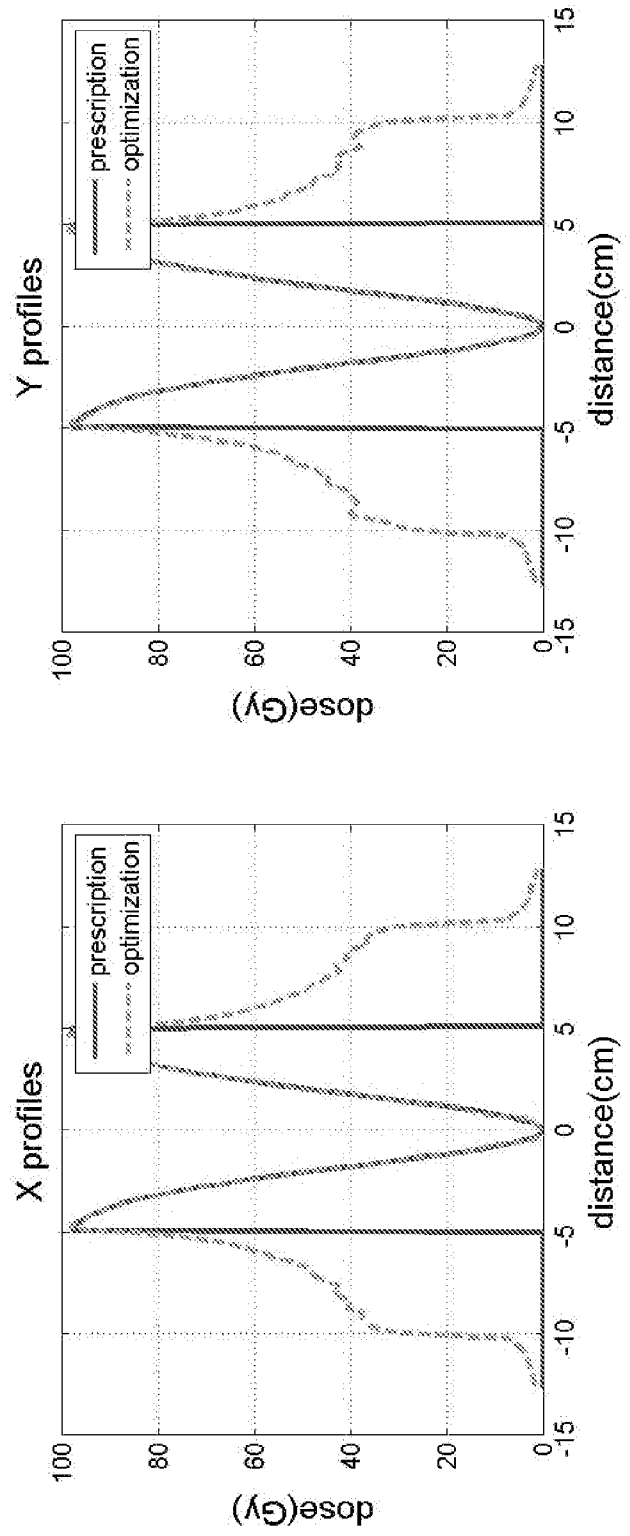 X profiles
prescription
optimization
100
80
60
40
20
0
dose(Gy)
-15
-10
-5
0
5
10
15
distance(cm)
Y profiles
prescription
optimization
100
80
60
40
20
0
dose(Gy)
-15
-10
-5
0
5
10
15
distance(cm)